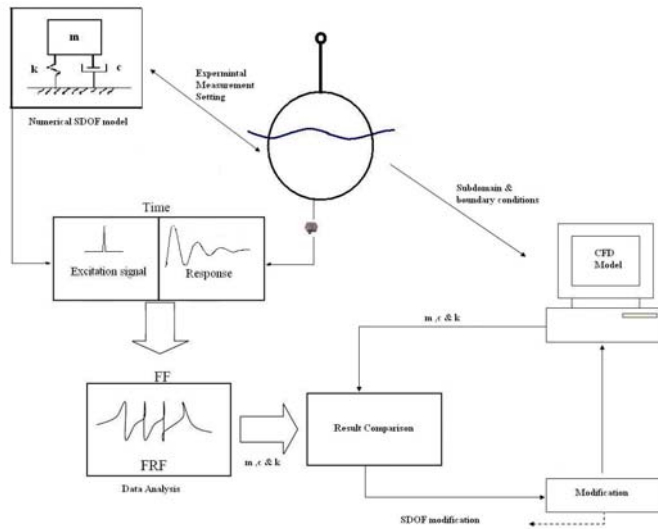 m
k
c
Numerical SDOF model
Expermintal
Measurement
Setting
Subdomain &
boundary conditions
Time
Excitation signal
Response
CFD
Model
m ,c & k
FF
FRF
Data Analysis
m ,c & k
Result Comparison
Modification
SDOF modification